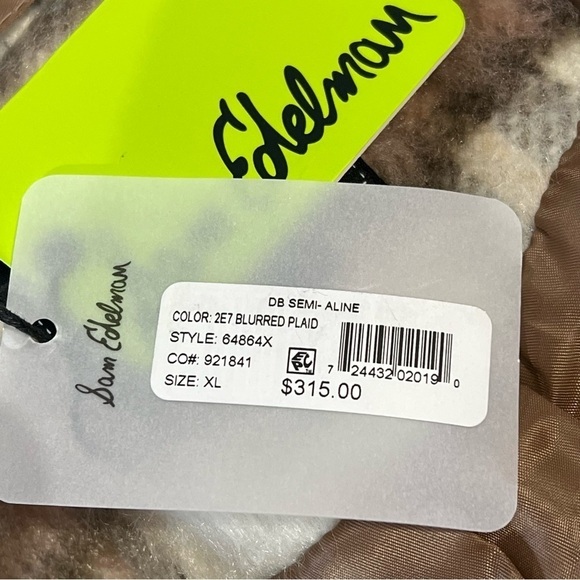 Edelman
Sam Edelman
DB SEMI- ALINE
COLOR: 2E7 BLURRED PLAID
STYLE: 64864X
CO#: 921841
SIZE: XL
$315.00
7 24432 02019 0